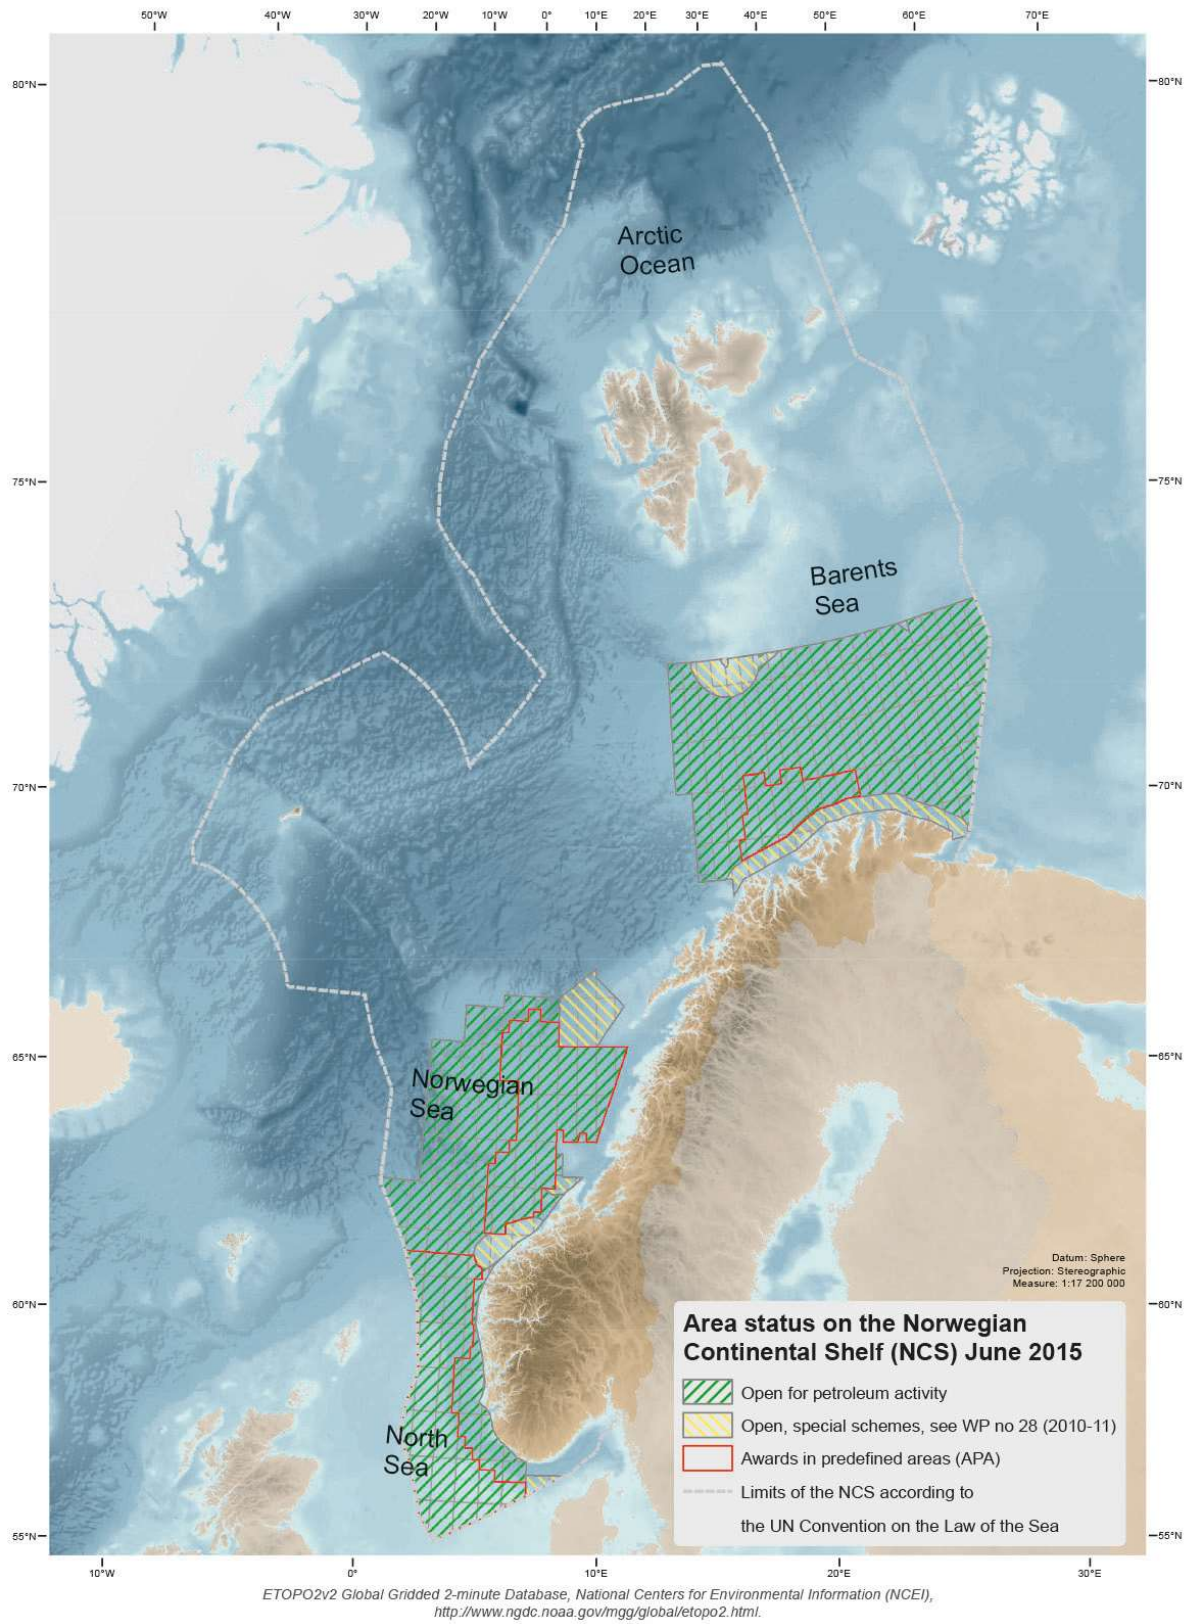 50°W 40°W 30°W 20°W 10°W 0° 10°E 20°E 30°E 40°E 50°E 60°E 70°E
80°N 80°N
Arctic
Ocean
75°N 75°N
Barents
Sea
70°N 70°N
65°N 65°N
Norwegian
Sea
Datum: Sphere
Projection: Stereographic
Measure: 1:17 200 000
60°N 60°N
Area status on the Norwegian
Continental Shelf (NCS) June 2015
Open for petroleum activity
Open, special schemes, see WP no 28 (2010-11)
North
Sea
Awards in predefined areas (APA)
Limits of the NCS according to
the UN Convention on the Law of the Sea
55°N 55°N
10°W 0° 10°E 20°E 30°E
ETOPO2v2 Global Gridded 2-minute Database, National Centers for Environmental Information (NCEI),
http://www.ngdc.noaa.gov/mgg/global/etopo2.html.